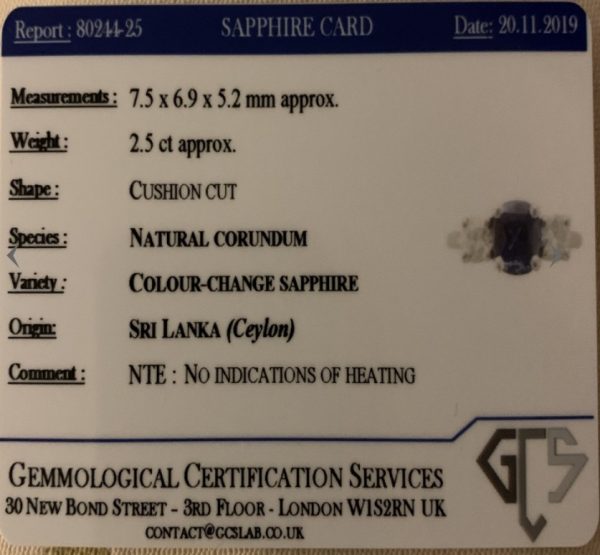 Report : 80244-25 SAPPHIRE CARD Date: 20.11.2019
Measurements : 7.5 x 6.9 x 5.2 mm approx.
Weight : 2.5 ct approx.
Shape : CUSHION CUT
Species : NATURAL CORUNDUM
Variety : COLOUR-CHANGE SAPPHIRE
Origin: SRI LANKA (Ceylon)
Comment : NTE : NO INDICATIONS OF HEATING
GCS
GEMMOLOGICAL CERTIFICATION SERVICES
30 NEW BOND STREET – 3RD FLOOR - LONDON W1S2RN UK
CONTACT@GCSLAB.CO.UK